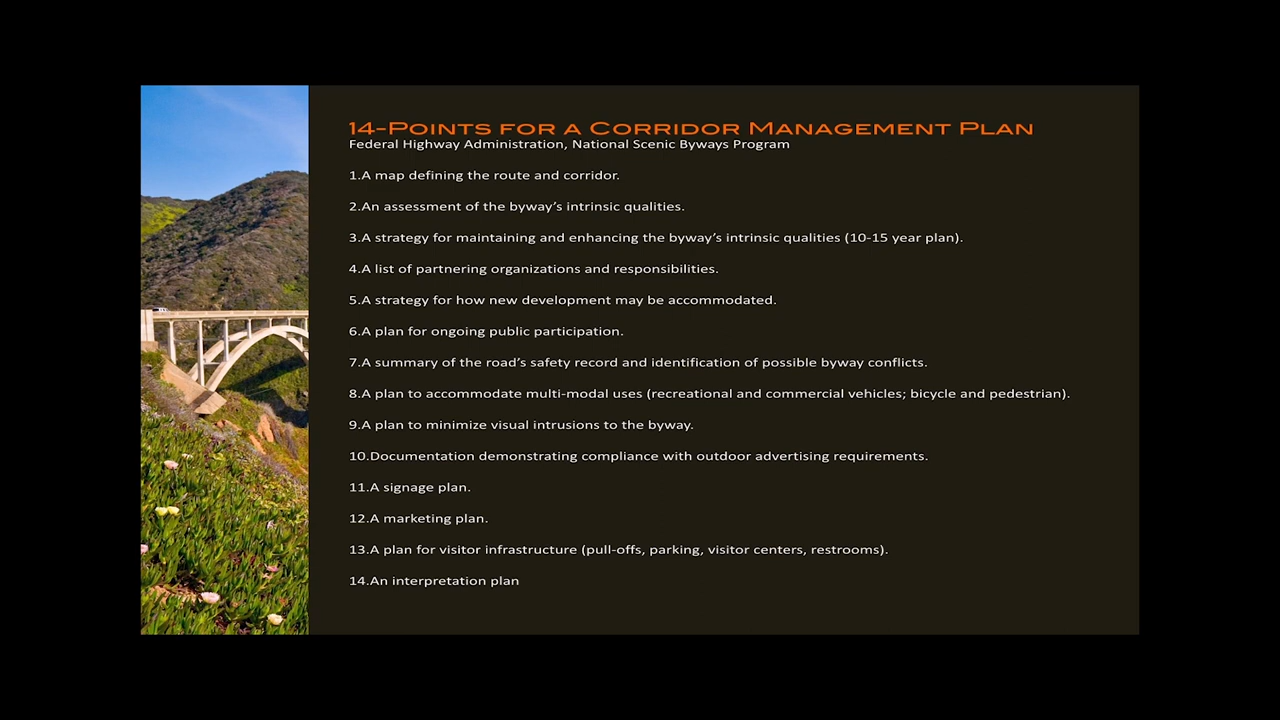 14-Points for a Corridor Management Plan
Federal Highway Administration, National Scenic Byways Program
1.A map defining the route and corridor.
2.An assessment of the byway’s intrinsic qualities.
3.A strategy for maintaining and enhancing the byway’s intrinsic qualities (10-15 year plan).
4.A list of partnering organizations and responsibilities.
5.A strategy for how new development may be accommodated.
6.A plan for ongoing public participation.
7.A summary of the road’s safety record and identification of possible byway conflicts.
8.A plan to accommodate multi-modal uses (recreational and commercial vehicles; bicycle and pedestrian).
9.A plan to minimize visual intrusions to the byway.
10.Documentation demonstrating compliance with outdoor advertising requirements.
11.A signage plan.
12.A marketing plan.
13.A plan for visitor infrastructure (pull-offs, parking, visitor centers, restrooms).
14.An interpretation plan